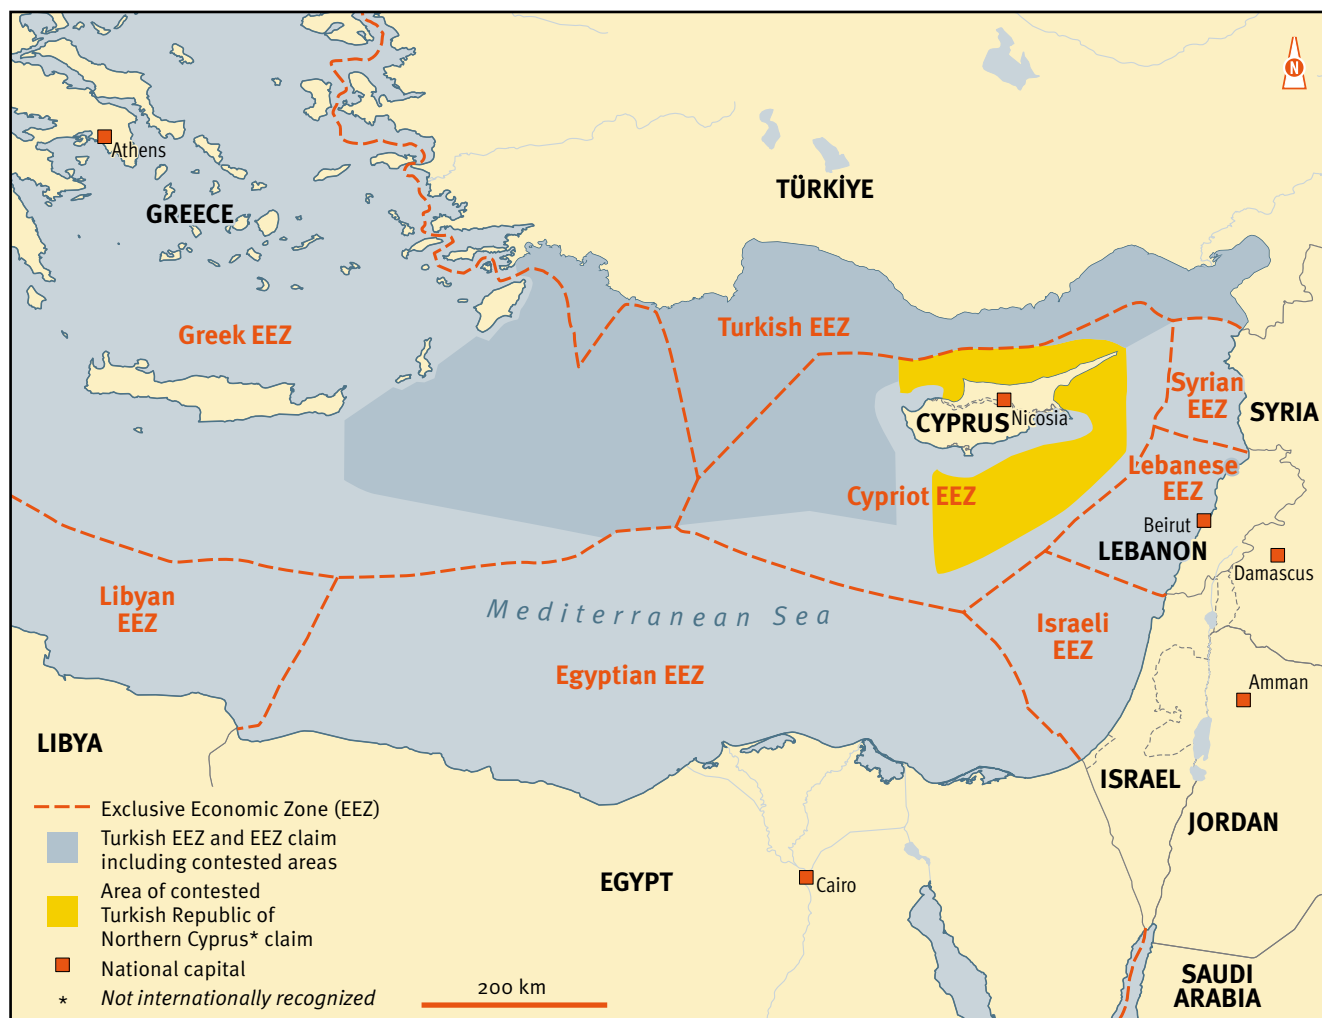 N
Athens
GREECE
TÜRKİYE
Greek EEZ
Turkish EEZ
Syrian
EEZ
SYRIA
CYPRUS
Nicosia
Cypriot EEZ
Lebanese
EEZ
Beirut
LEBANON
Damascus
Libyan
EEZ
Mediterranean Sea
Israeli
EEZ
Egyptian EEZ
Amman
LIBYA
ISRAEL
JORDAN
EGYPT
Cairo
SAUDI
ARABIA
Exclusive Economic Zone (EEZ)
Turkish EEZ and EEZ claim
including contested areas
Area of contested
Turkish Republic of
Northern Cyprus* claim
National capital
* Not internationally recognized
200 km